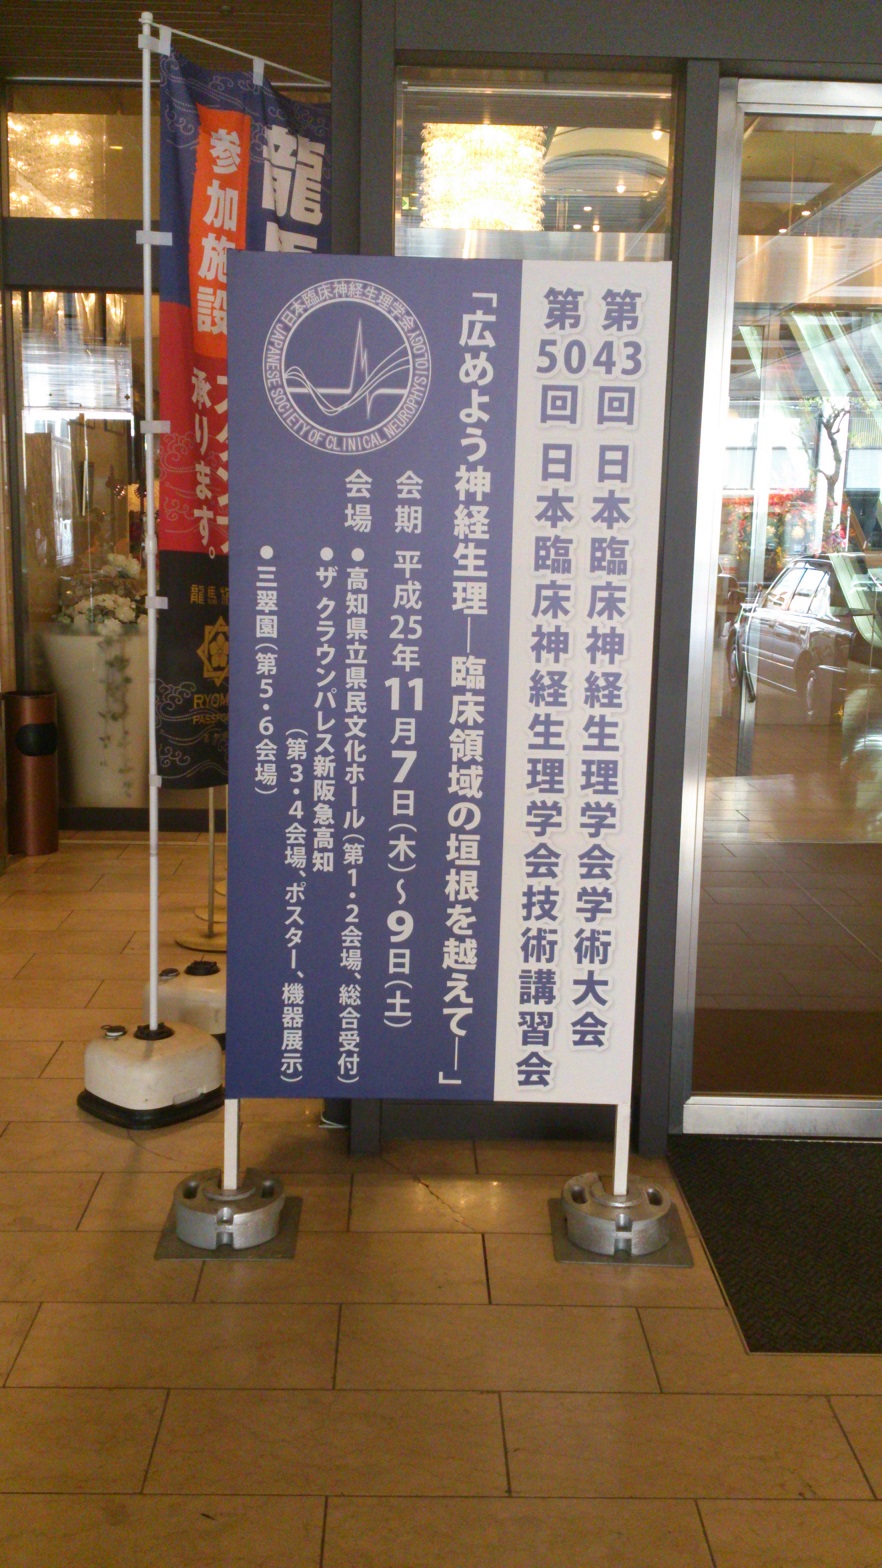 第43回日本臨床神経生理学会学術大会
第50回日本臨床神経生理学会技術講習会
「広めよう神経生理―臨床領域の垣根を越えて―」
会期 平成25年11月7日(木)～9日(土)
会場 ●高知県立県民文化ホール(第1・2会場、総合受付)
●ザクラウンパレス新阪急高知
(第3・4会場、ポスター、機器展示)
●三翠園(第5・6会場)
日本臨床神経生理学会
JAPANESE SOCIETY OF CLINICAL NEUROPHYSIOLOGY
龍
参加施設
承ります。